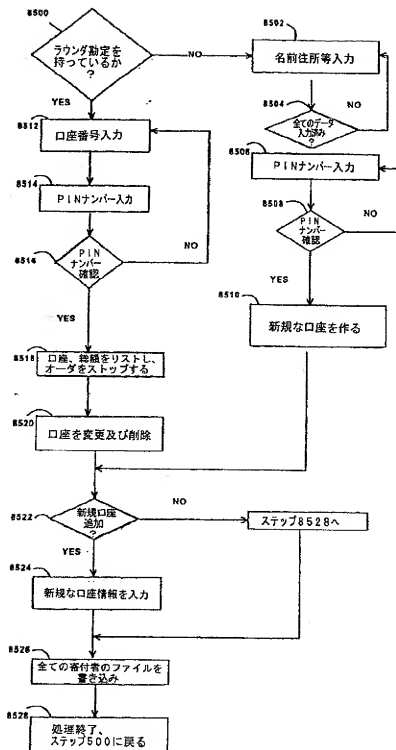 8500
ラウンダ勘定を
持っているか
?
NO
YES
8502
名前住所等入力
8504
全てのデータ
入力済み
?
NO
8506
PINナンバー入力
8508
PIN
ナンバー
確認
NO
YES
8510
新規な口座を作る
8512
口座番号入力
8514
PINナンバー入力
8516
PIN
ナンバー
確認
NO
YES
8518
口座、総額をリストし、
オーダをストップする
8520
口座を変更及び削除
8522
新規口座
追加
?
NO
ステップ8528へ
YES
8524
新規な口座情報を入力
8526
全ての寄付者のファイルを
書き込み
8528
処理終了、
ステップ500に戻る